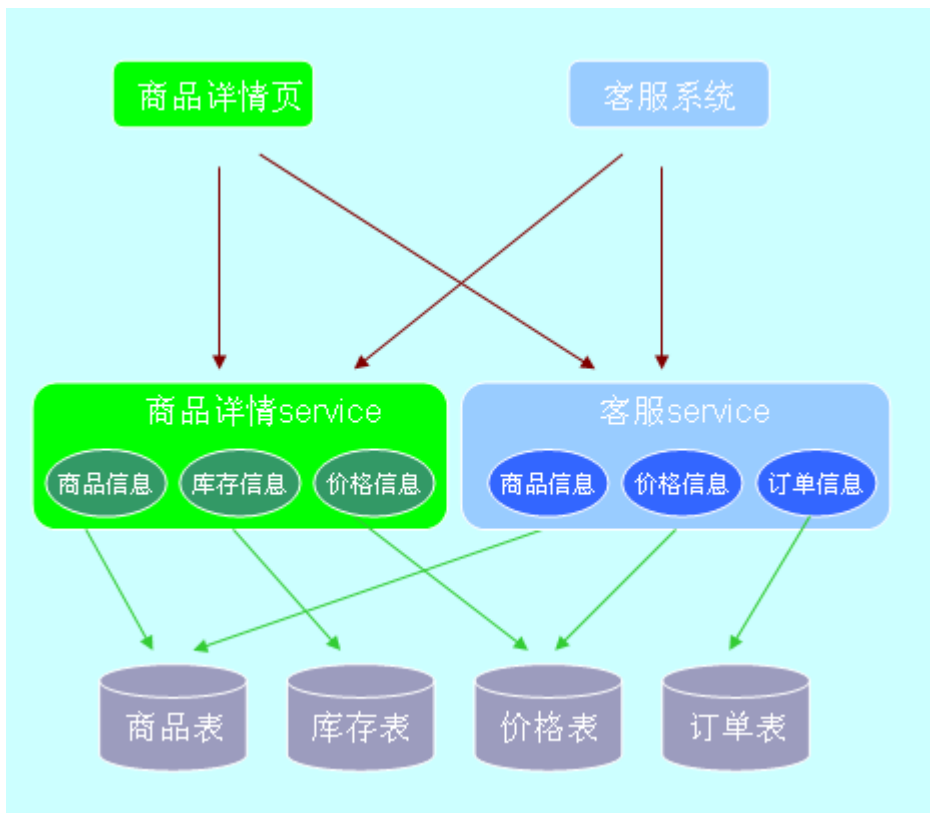 商品详情页
客服系统
商品详情service
客服service
商品信息
库存信息
价格信息
商品信息
价格信息
订单信息
商品表
库存表
价格表
订单表